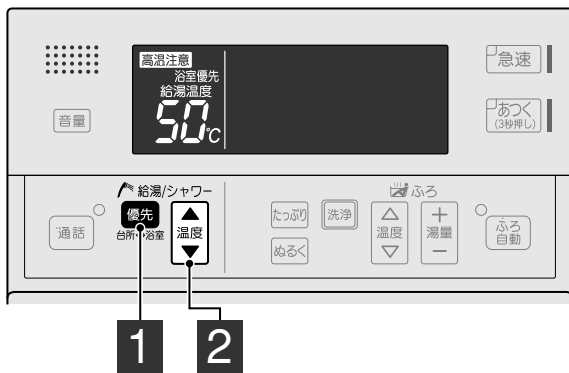 高温注意
浴室優先
給湯温度
50℃
急速
音量
あつく
(3秒押し)
給湯/シャワー
ふろ
通話
優先
台所⇔浴室
温度
たっぷり
洗浄
ぬるく
温度
湯量
ふろ
自動
1
2